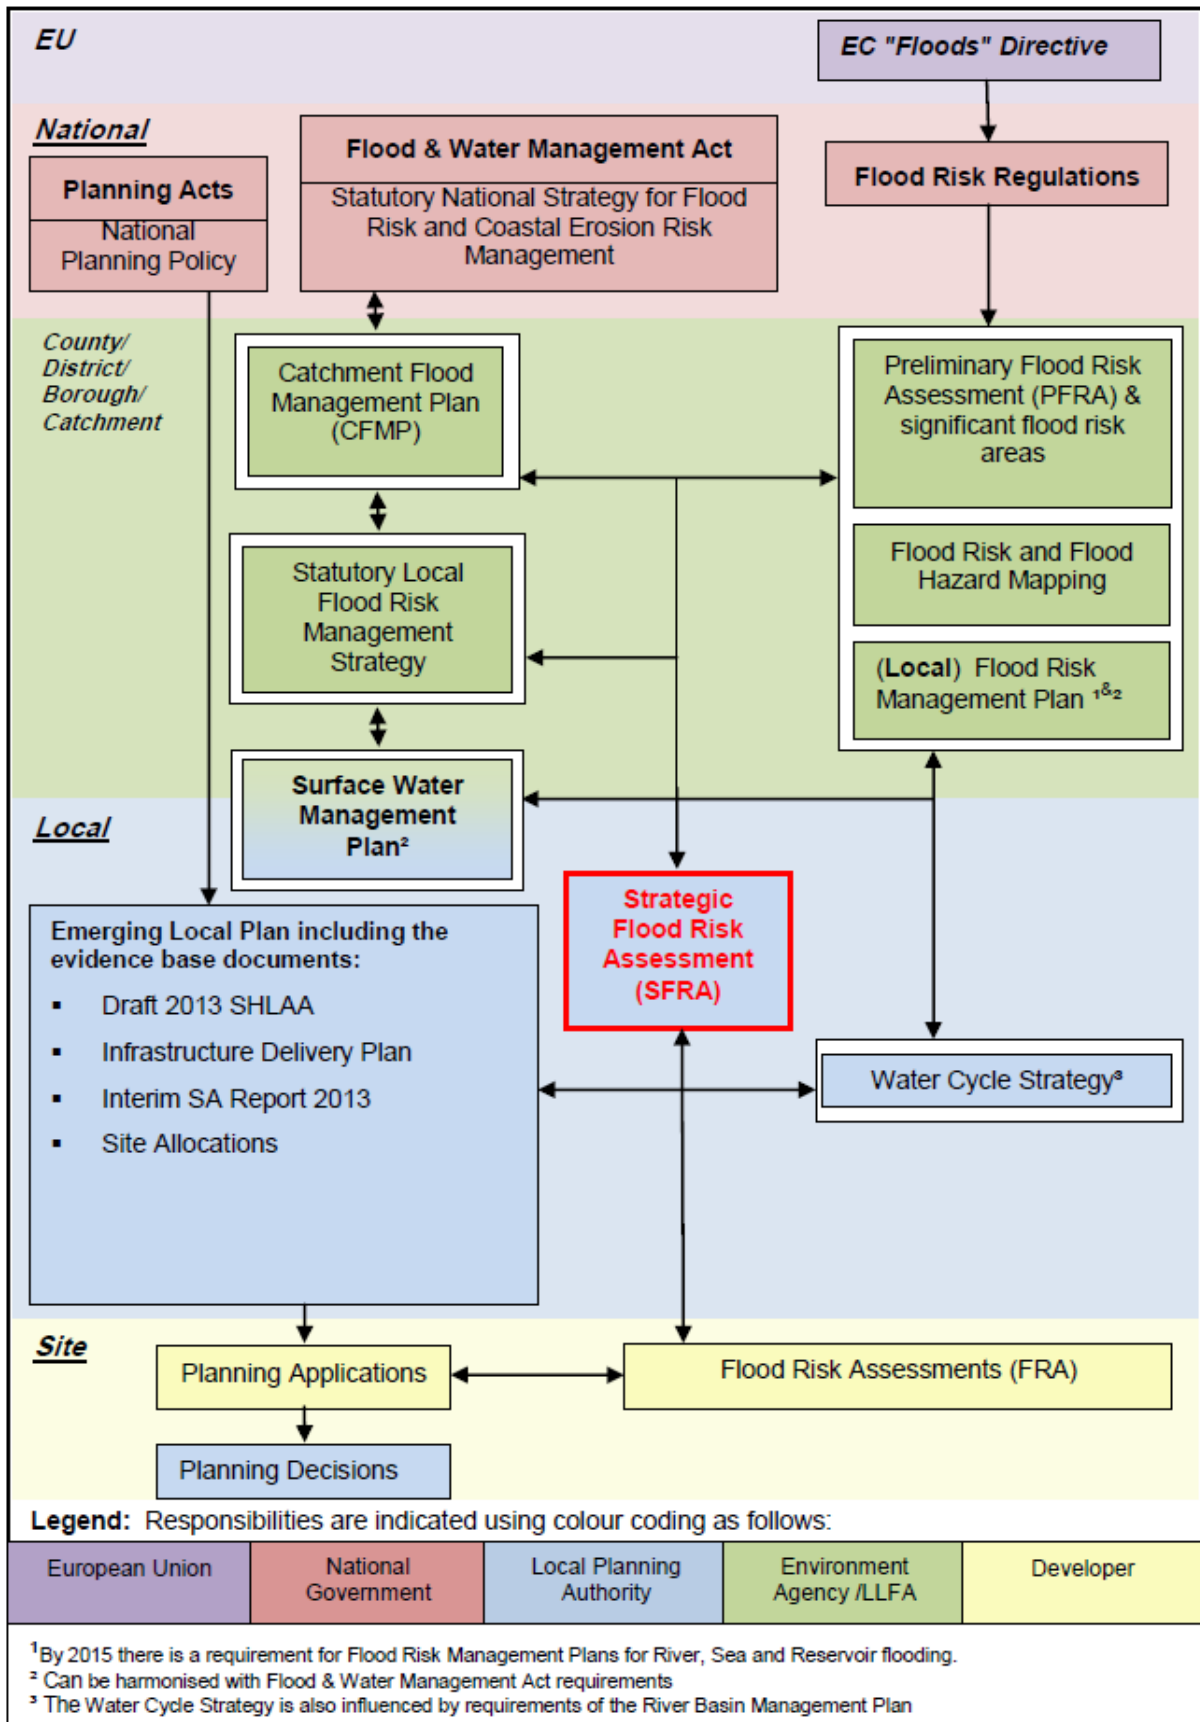 EU
EC "Floods" Directive
National
Planning Acts
National
Planning Policy
Flood & Water Management Act
Statutory National Strategy for Flood
Risk and Coastal Erosion Risk
Management
Flood Risk Regulations
County/
District/
Borough/
Catchment
Catchment Flood
Management Plan
(CFMP)
Preliminary Flood Risk
Assessment (PFRA) &
significant flood risk
areas
Statutory Local
Flood Risk
Management
Strategy
Flood Risk and Flood
Hazard Mapping
(Local) Flood Risk
Management Plan ¹&²
Surface Water
Management
Plan²
Local
Strategic
Flood Risk
Assessment
(SFRA)
Emerging Local Plan including the
evidence base documents:
▪ Draft 2013 SHLAA
▪ Infrastructure Delivery Plan
▪ Interim SA Report 2013
▪ Site Allocations
Water Cycle Strategy³
Site
Planning Applications
Flood Risk Assessments (FRA)
Planning Decisions
Legend: Responsibilities are indicated using colour coding as follows:
European Union
National
Government
Local Planning
Authority
Environment
Agency /LLFA
Developer
¹By 2015 there is a requirement for Flood Risk Management Plans for River, Sea and Reservoir flooding.
² Can be harmonised with Flood & Water Management Act requirements
³ The Water Cycle Strategy is also influenced by requirements of the River Basin Management Plan